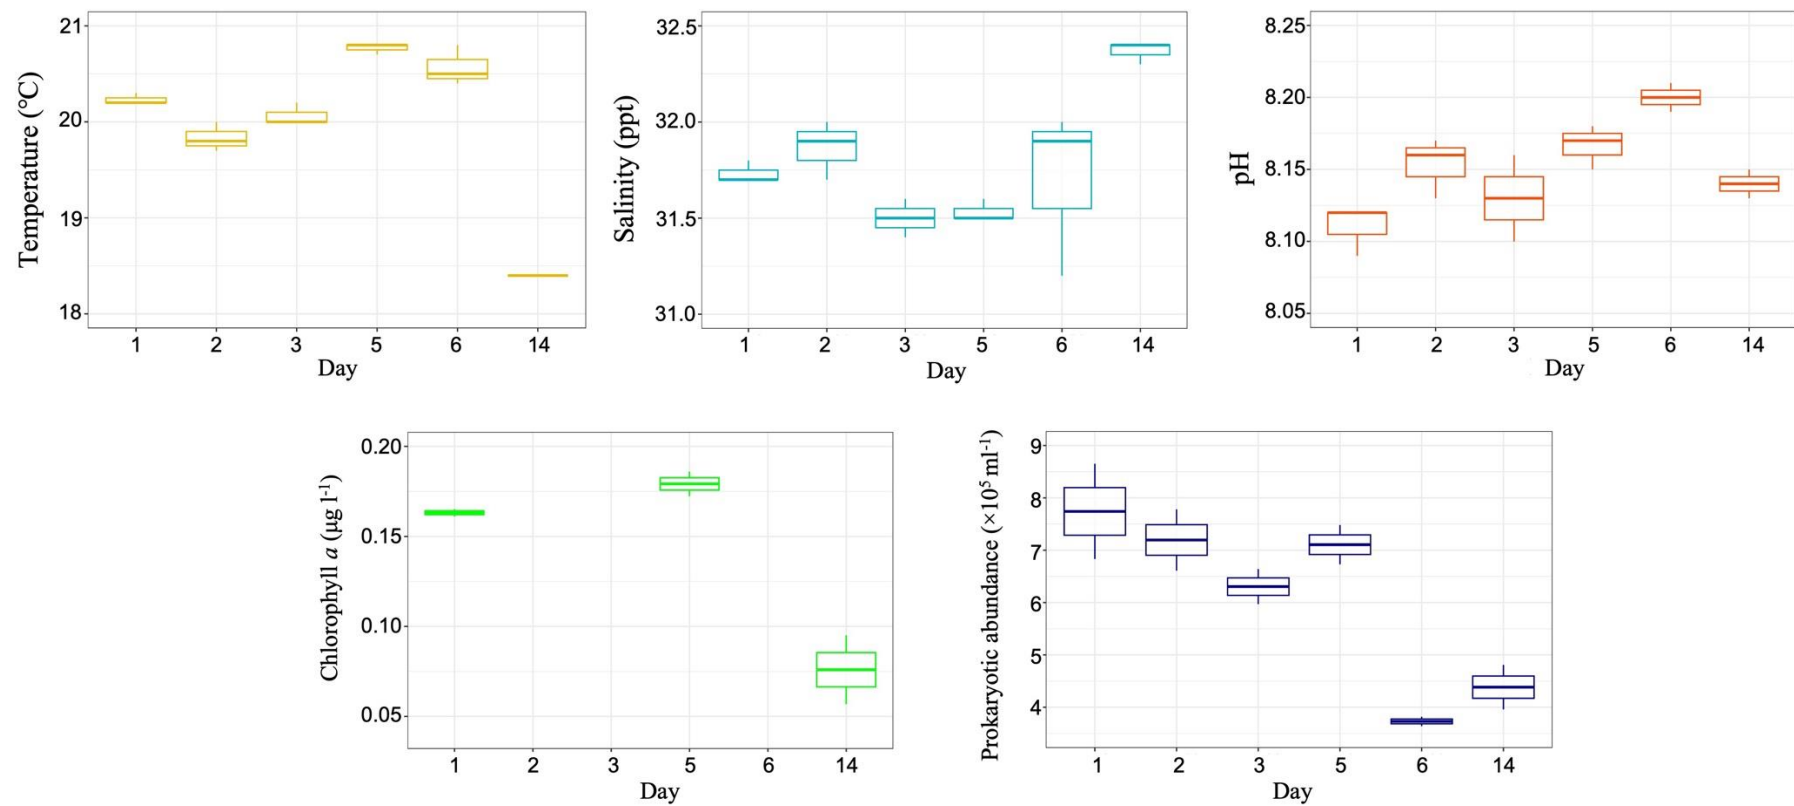 Temperature (°C)
21
20
19
18
1 2 3 5 6 14
Day
Salinity (ppt)
32.5
32.0
31.5
31.0
1 2 3 5 6 14
Day
pH
8.25
8.20
8.15
8.10
8.05
1 2 3 5 6 14
Day
Chlorophyll a (µg l⁻¹)
0.20
0.15
0.10
0.05
1 2 3 5 6 14
Day
Prokaryotic abundance (×10⁵ ml⁻¹)
9
8
7
6
5
4
1 2 3 5 6 14
Day